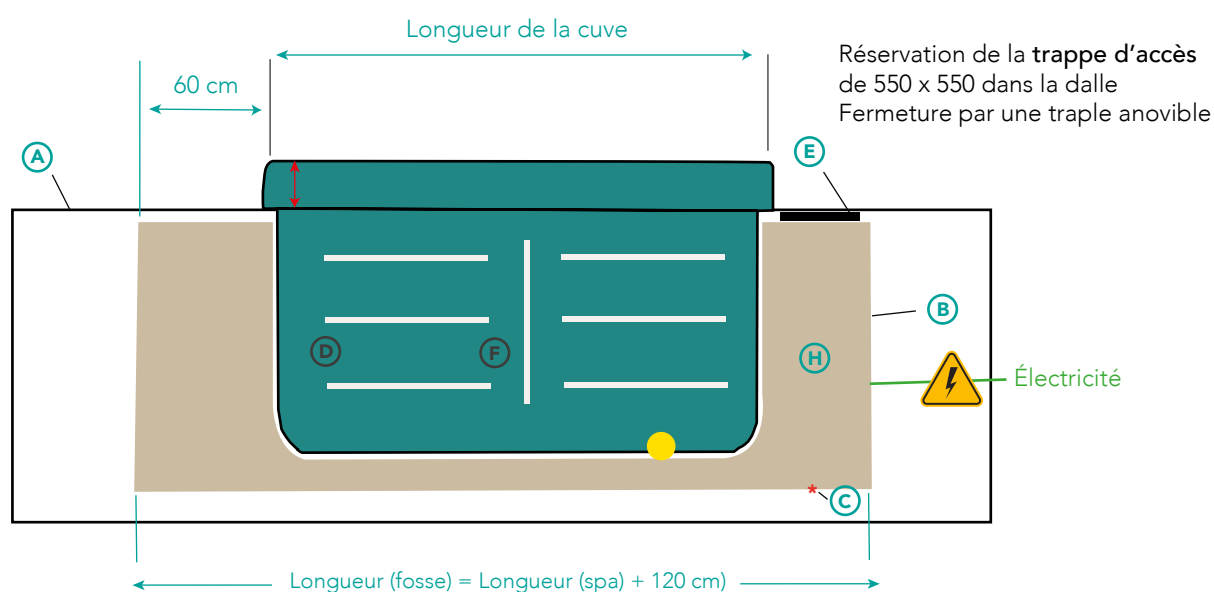 Longueur de la cuve
Réservation de la trappe d'accès
de 550 x 550 dans la dalle
Fermeture par une traple anovible
60 cm
A
E
B
D
F
H
Électricité
*
C
Longueur (fosse) = Longueur (spa) + 120 cm)